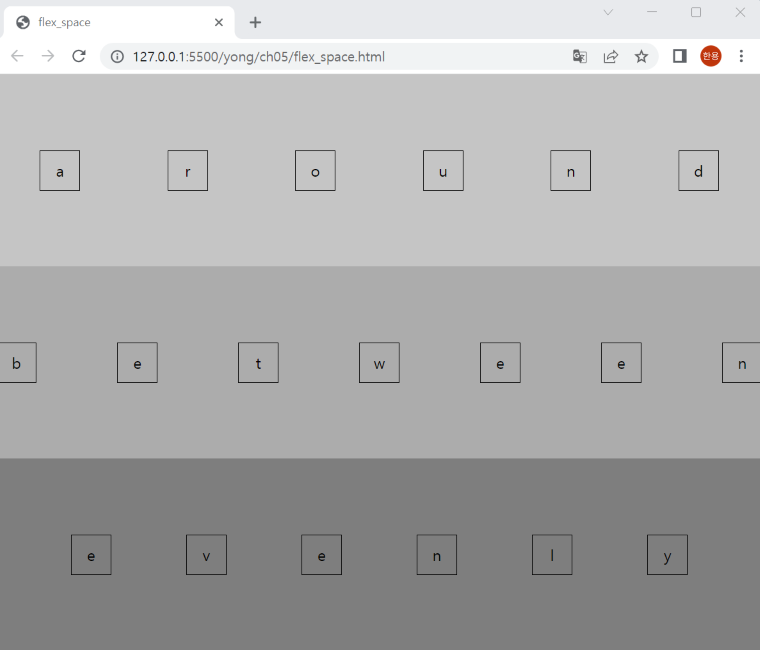 flex_space
127.0.0.1:5500/yong/ch05/flex_space.html
한용
a r o u n d
b e t w e e n
e v e n l y